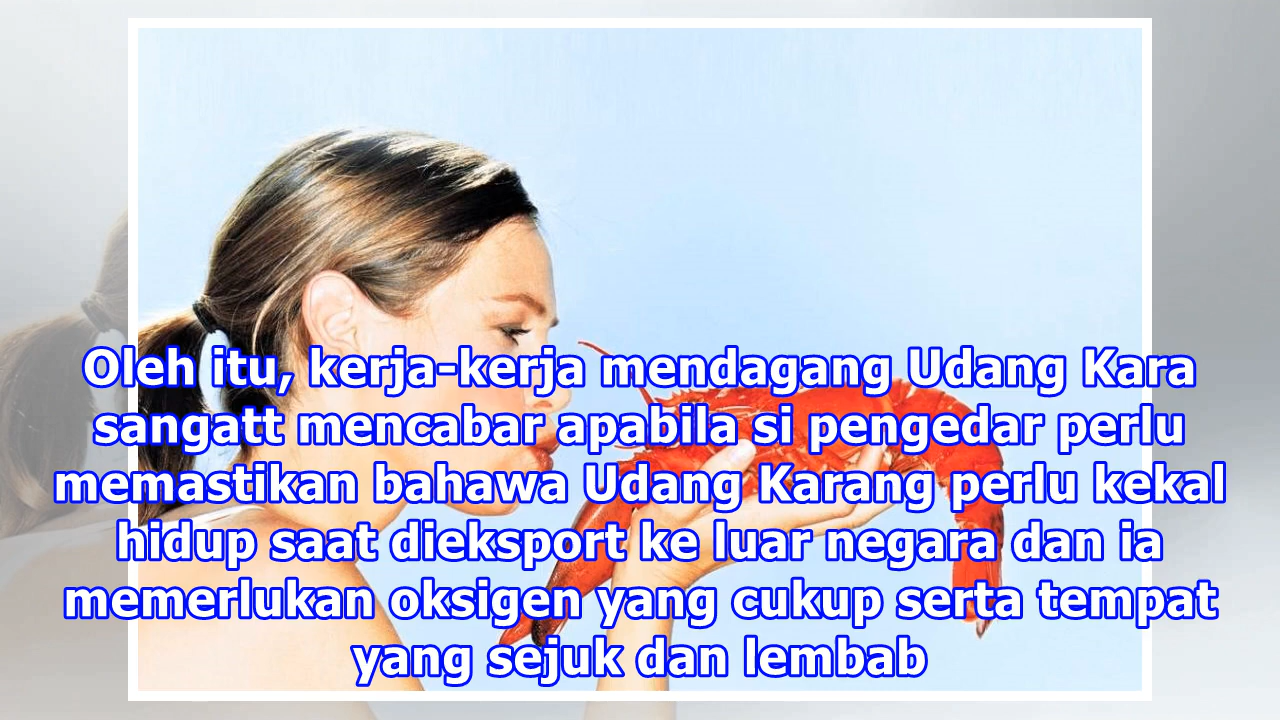 Oleh itu, kerja-kerja mendagang Udang Kara
sangatt mencabar apabila si pengedar perlu
memastikan bahawa Udang Karang perlu kekal
hidup saat dieksport ke luar negara dan ia
memerlukan oksigen yang cukup serta tempat
yang sejuk dan lembab